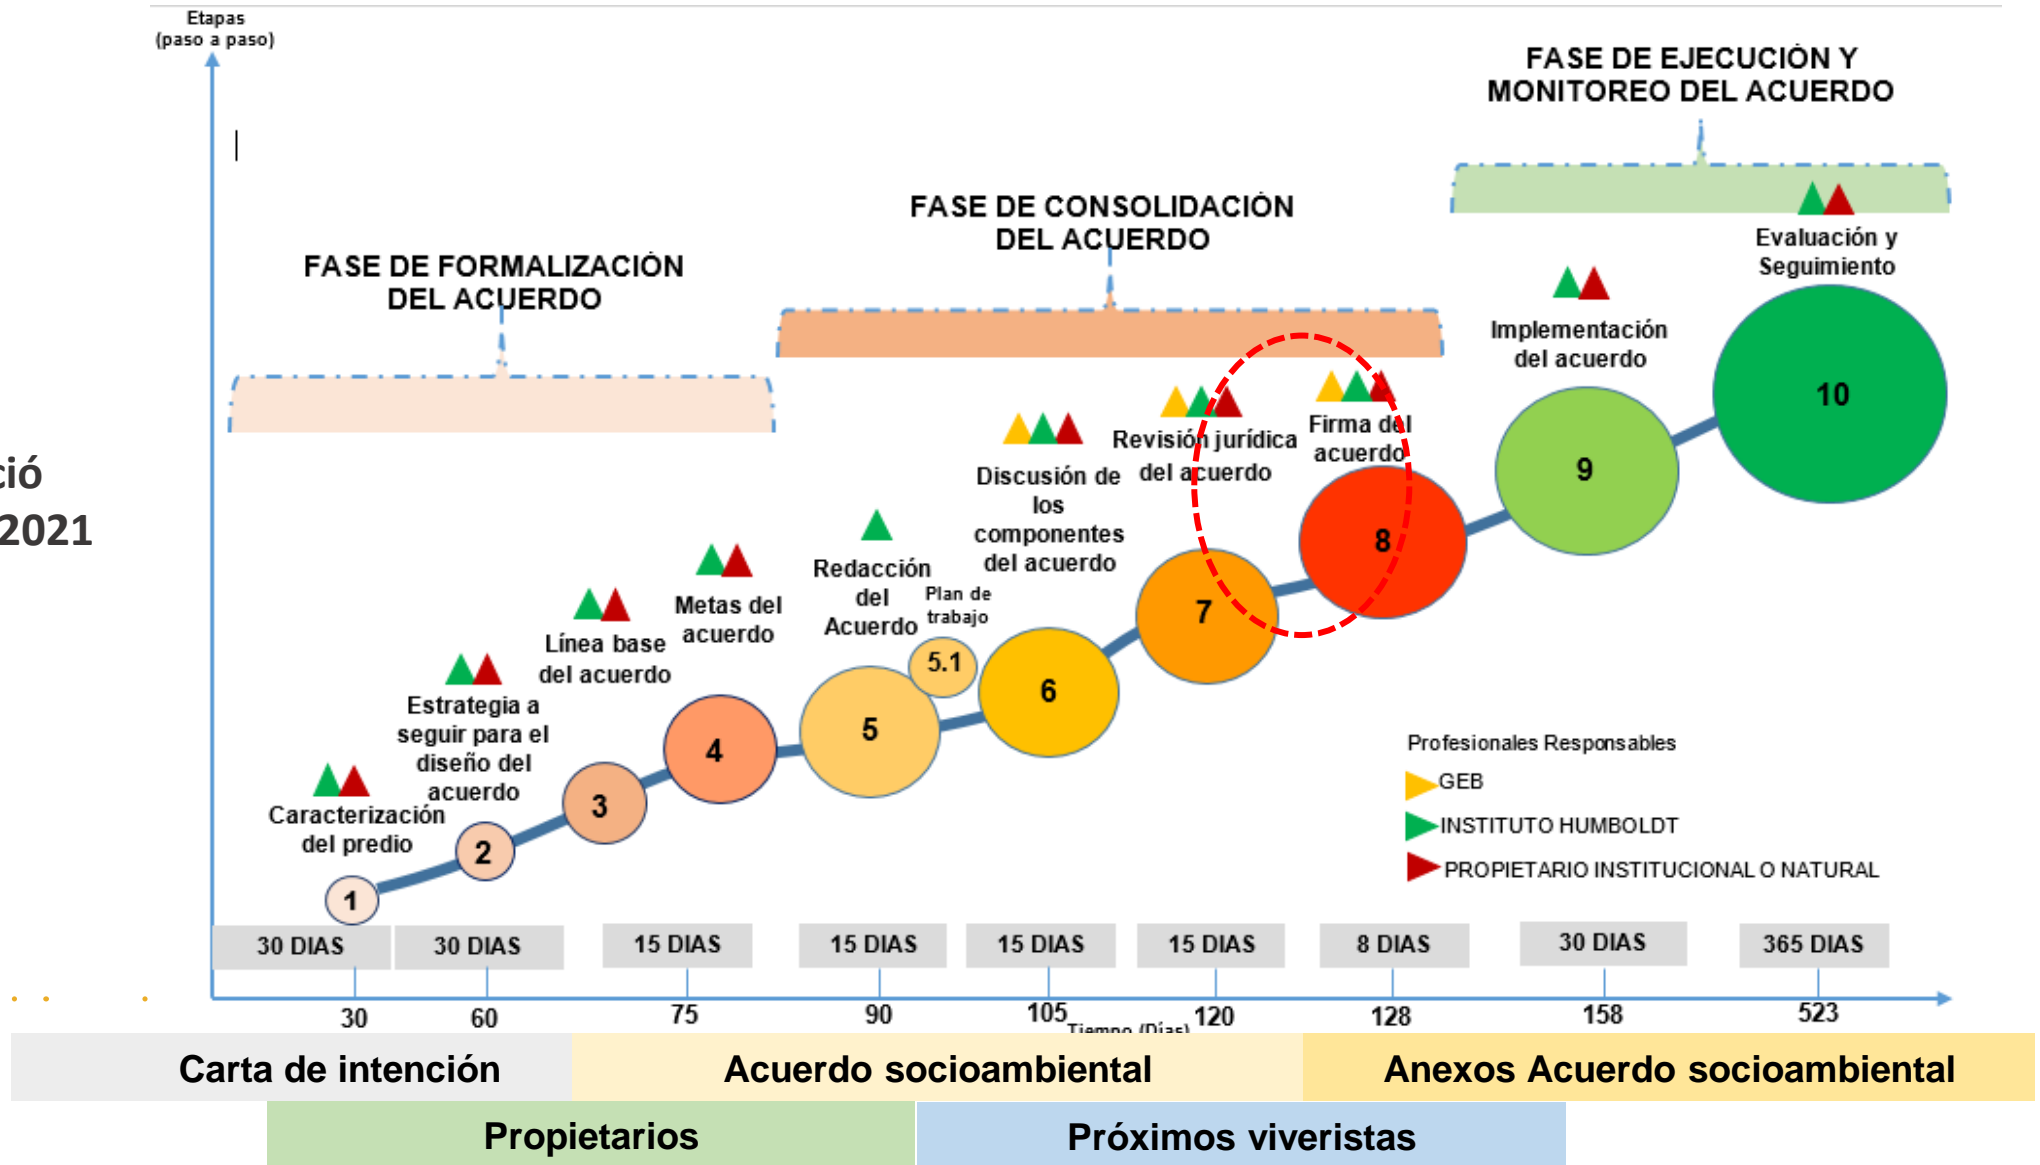 Etapas
(paso a paso)
FASE DE EJECUCIÓN Y
MONITOREO DEL ACUERDO
FASE DE CONSOLIDACIÓN
DEL ACUERDO
FASE DE FORMALIZACIÓN
DEL ACUERDO
Evaluación y
Seguimiento
10
Implementación
del acuerdo
9
Firma del
acuerdo
8
Revisión jurídica
del acuerdo
7
Discusión de
los
componentes
del acuerdo
6
Redacción
del
Acuerdo
5
Plan de
trabajo
5.1
Metas del
acuerdo
4
Línea base
del acuerdo
3
Estrategia a
seguir para el
diseño del
acuerdo
2
Caracterización
del predio
1
ció
2021
Profesionales Responsables
GEB
INSTITUTO HUMBOLDT
PROPIETARIO INSTITUCIONAL O NATURAL
30 DIAS 30 DIAS 15 DIAS 15 DIAS 15 DIAS 15 DIAS 8 DIAS 30 DIAS 365 DIAS
30 60 75 90 105 120 128 158 523
Tiempo (Días)
Carta de intención Acuerdo socioambiental Anexos Acuerdo socioambiental
Propietarios Próximos viveristas